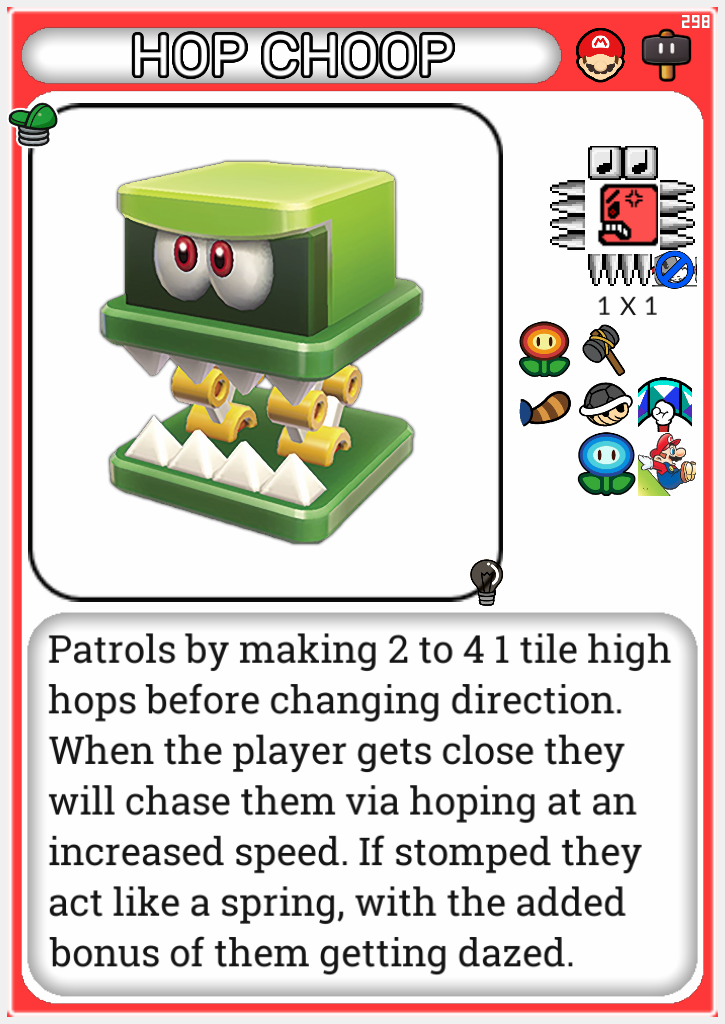 298
HOP CHOOP
1 X 1
Patrols by making 2 to 4 1 tile high
hops before changing direction.
When the player gets close they
will chase them via hoping at an
increased speed. If stomped they
act like a spring, with the added
bonus of them getting dazed.